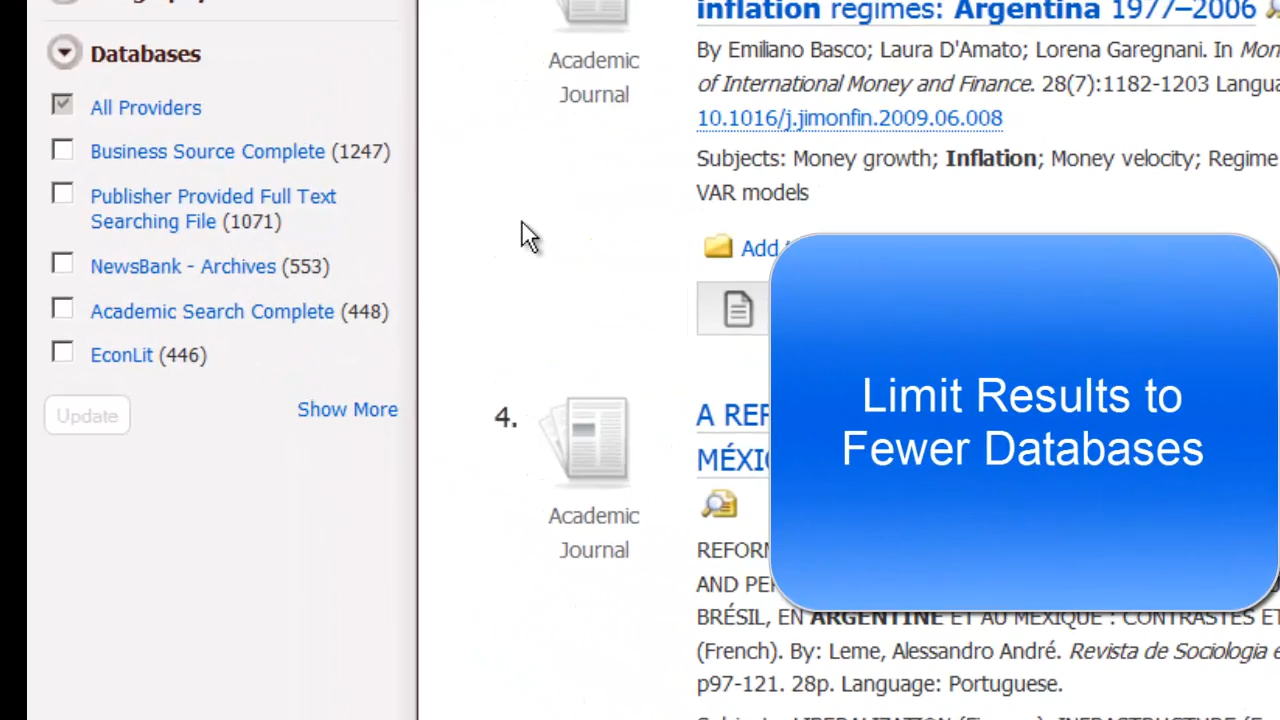 Databases
All Providers
Business Source Complete (1247)
Publisher Provided Full Text
Searching File (1071)
NewsBank - Archives (553)
Academic Search Complete (448)
EconLit (446)
Update
Show More
inflation regimes: Argentina 1977–2006
Academic
Journal
By Emiliano Basco; Laura D'Amato; Lorena Garegnani. In
of International Money and Finance. 28(7):1182-1203
10.1016/j.jimonfin.2009.06.008
Subjects: Money growth; Inflation; Money velocity; Regime
VAR models
Add
4.
Academic
Journal
A
Limit Results to
Fewer Databases
AND
BRÉSIL, EN ARGENTINE ET AU MEXIQUE : CONTRASTES
(French). By: Leme, Alessandro André. Revista de Sociologia
p97-121. 28p. Language: Portuguese.